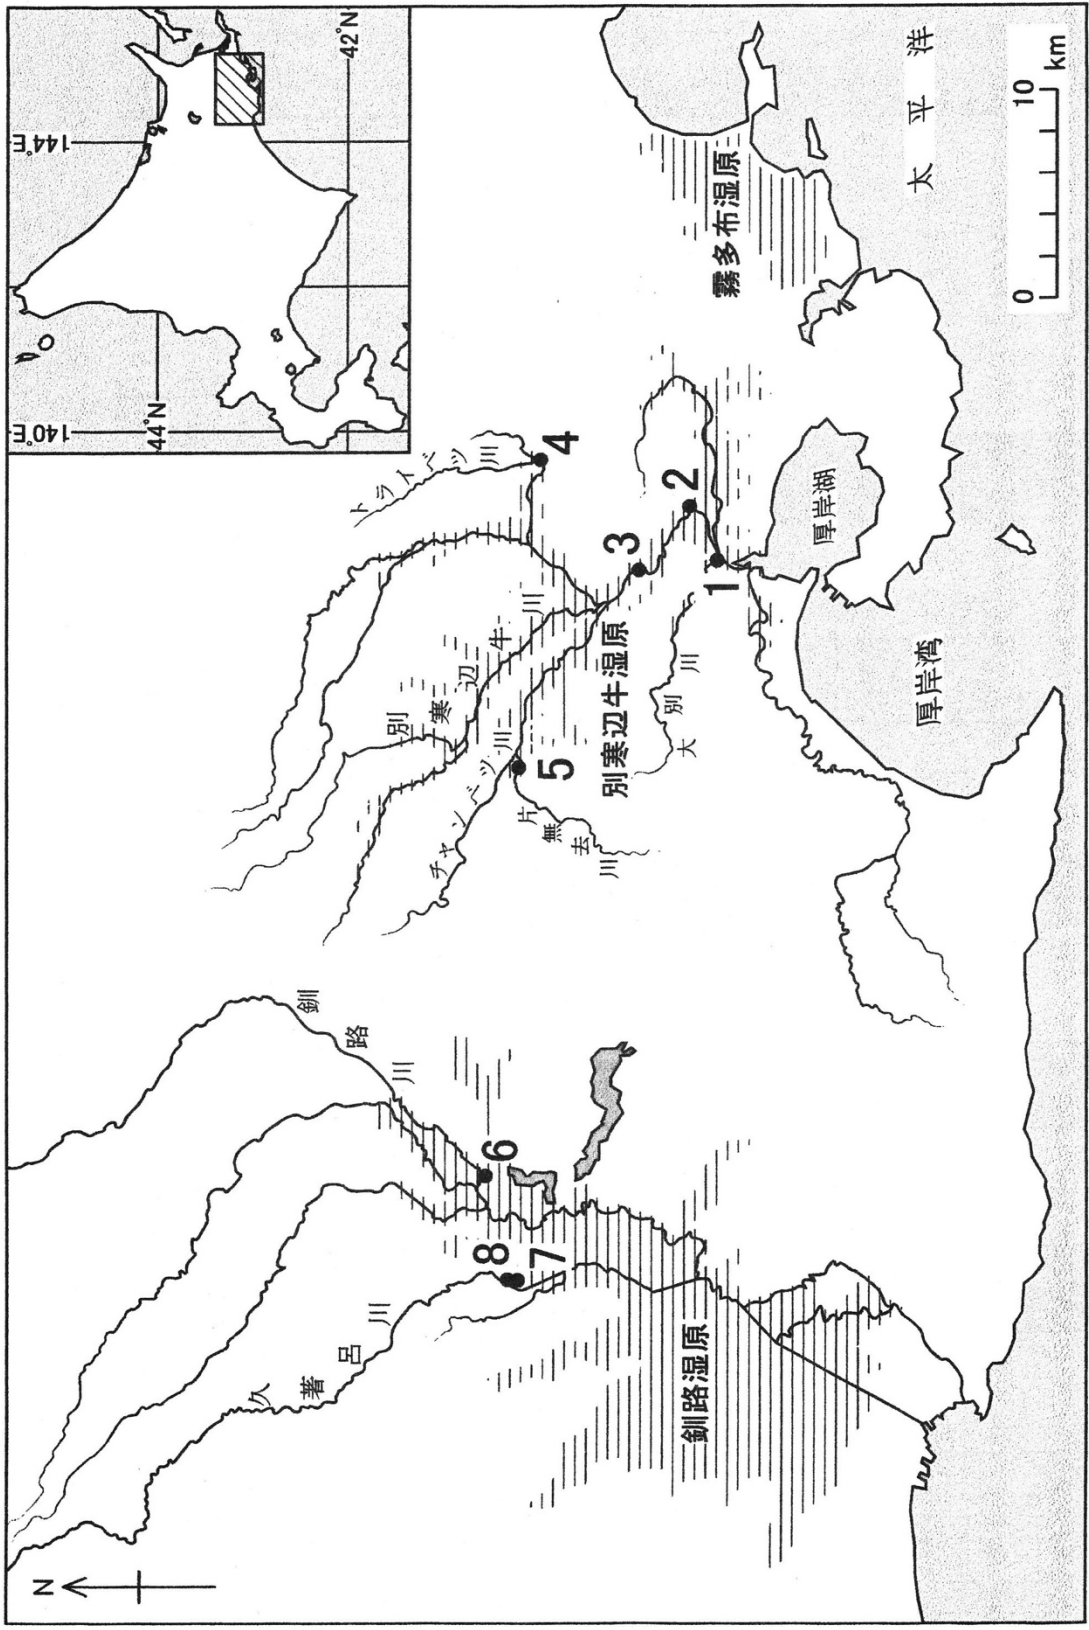 N
140°E
144°E
44°N
42°N
久著呂川
釧路川
別寒辺牛川
トライベツ川
チャンベツ川
片無去川
8
7
6
5
4
3
2
1
別寒辺牛湿原
大別川
釧路湿原
霧多布湿原
厚岸湖
厚岸湾
太平洋
0 10
km